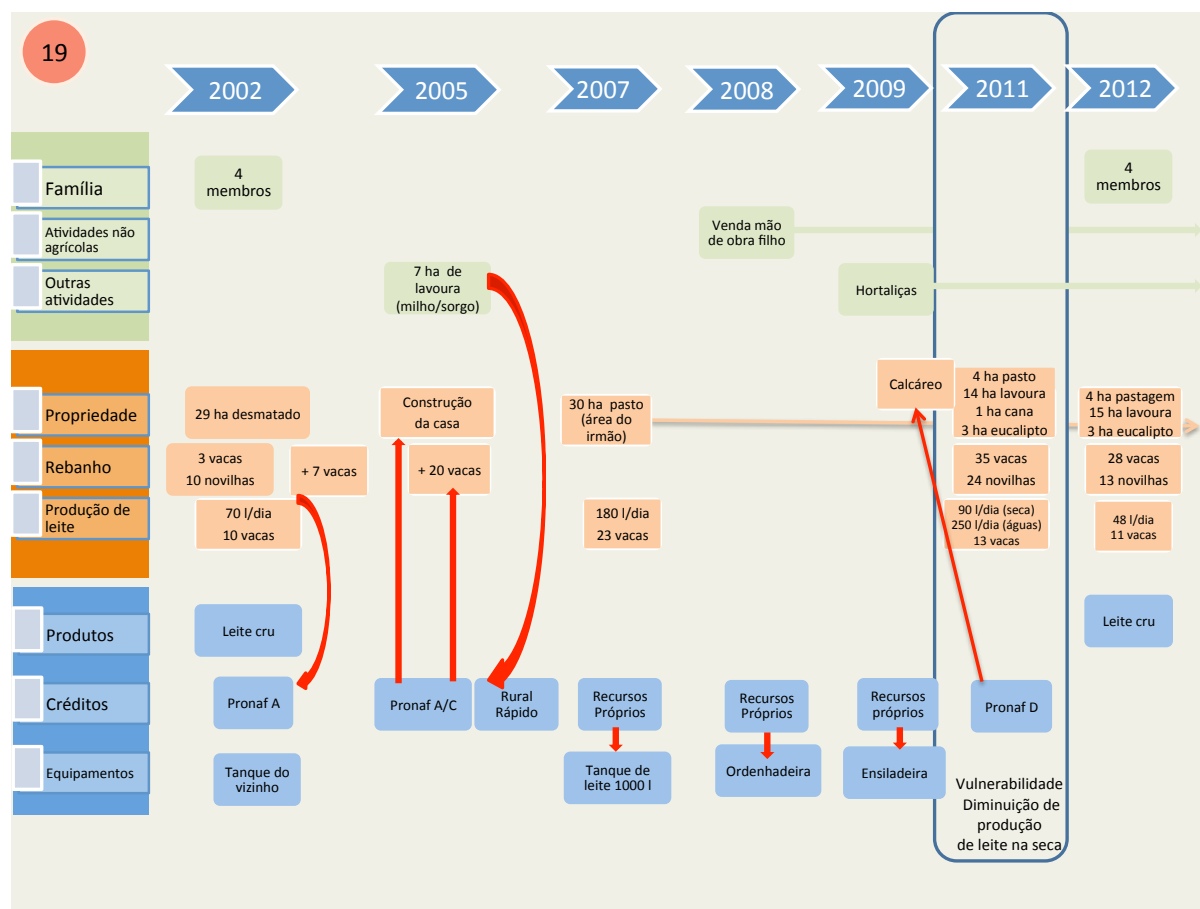 19
2002
2005
2007
2008
2009
2011
2012
Família
4
membros
4
membros
Atividades não
agrícolas
Venda mão
de obra filho
Outras
atividades
7 ha de
lavoura
(milho/sorgo)
Hortaliças
Propriedade
29 ha desmatado
Construção
da casa
30 ha pasto
(área do
irmão)
Calcáreo
4 ha pasto
14 ha lavoura
1 ha cana
3 ha eucalipto
4 ha pastagem
15 ha lavoura
3 ha eucalipto
Rebanho
3 vacas
10 novilhas
+ 7 vacas
+ 20 vacas
35 vacas
24 novilhas
28 vacas
13 novilhas
Produção de
leite
70 l/dia
10 vacas
180 l/dia
23 vacas
90 l/dia (seca)
250 l/dia (águas)
13 vacas
48 l/dia
11 vacas
Produtos
Leite cru
Leite cru
Créditos
Pronaf A
Pronaf A/C
Rural
Rápido
Recursos
Próprios
Recursos
Próprios
Recursos
próprios
Pronaf D
Equipamentos
Tanque do
vizinho
Tanque de
leite 1000 l
Ordenhadeira
Ensiladeira
Vulnerabilidade
Diminuição de
produção
de leite na seca